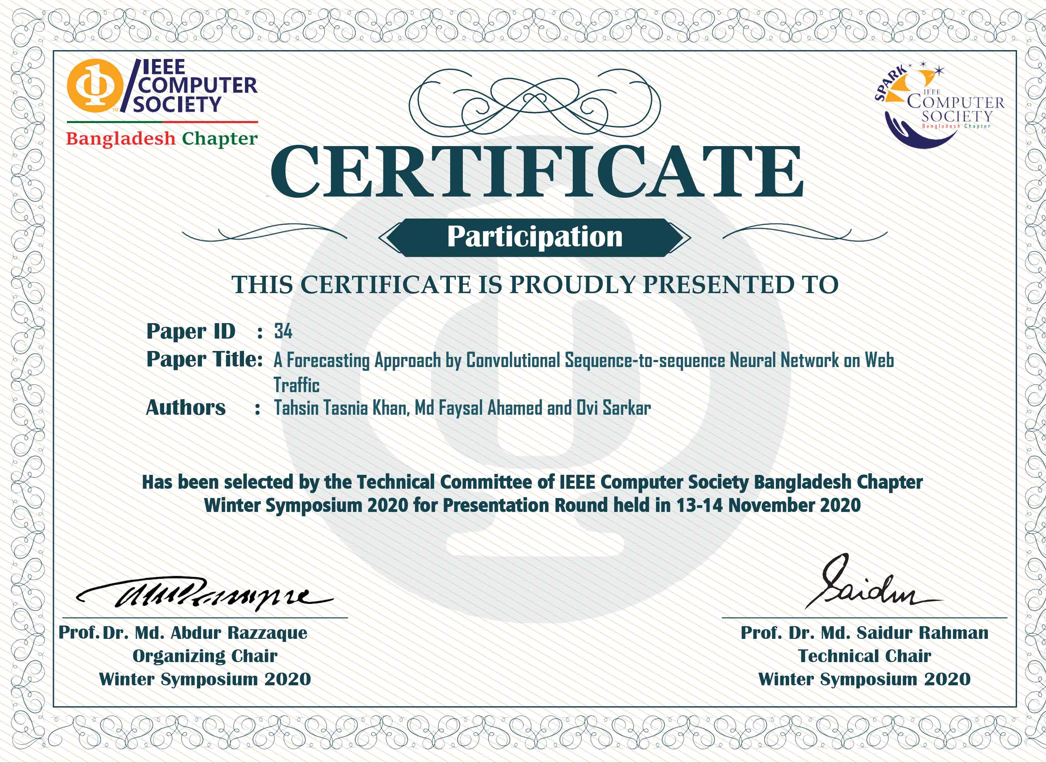 IEEE
COMPUTER
SOCIETY
Bangladesh Chapter
SPARK
IEEE
COMPUTER
SOCIETY
Bangladesh Chapter
CERTIFICATE
Participation
THIS CERTIFICATE IS PROUDLY PRESENTED TO
Paper ID : 34
Paper Title: A Forecasting Approach by Convolutional Sequence-to-sequence Neural Network on Web
Traffic
Authors : Tahsin Tasnia Khan, Md Faysal Ahamed and Ovi Sarkar
Has been selected by the Technical Committee of IEEE Computer Society Bangladesh Chapter
Winter Symposium 2020 for Presentation Round held in 13-14 November 2020
Saidur
Prof. Dr. Md. Abdur Razzaque
Organizing Chair
Winter Symposium 2020
Prof. Dr. Md. Saidur Rahman
Technical Chair
Winter Symposium 2020